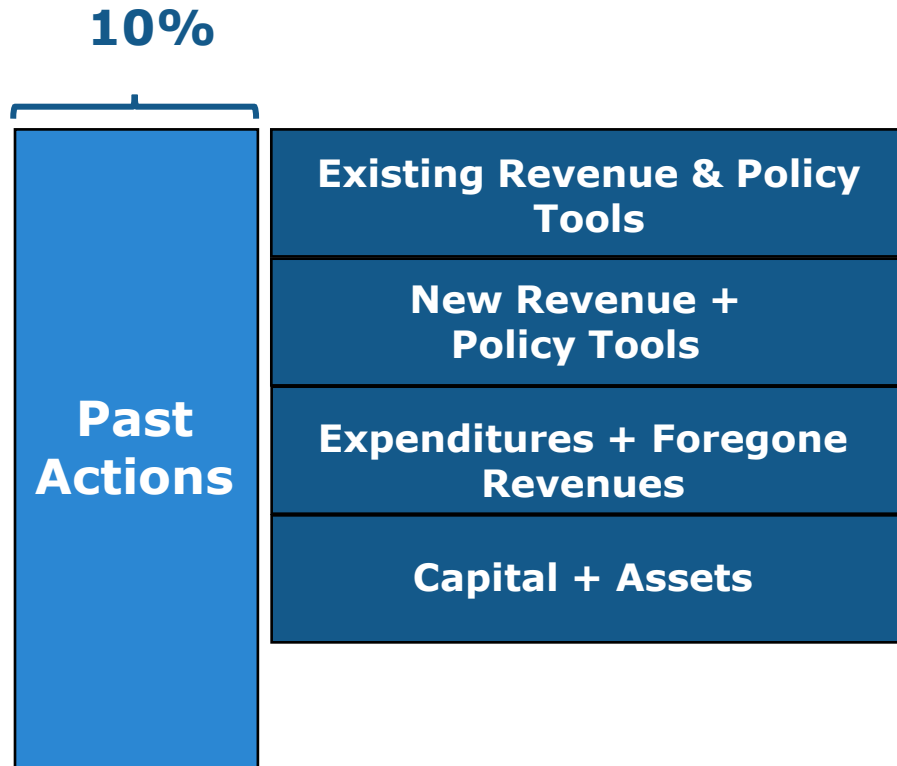 10%
Existing Revenue & Policy
Tools
New Revenue +
Policy Tools
Past
Actions
Expenditures + Foregone
Revenues
Capital + Assets